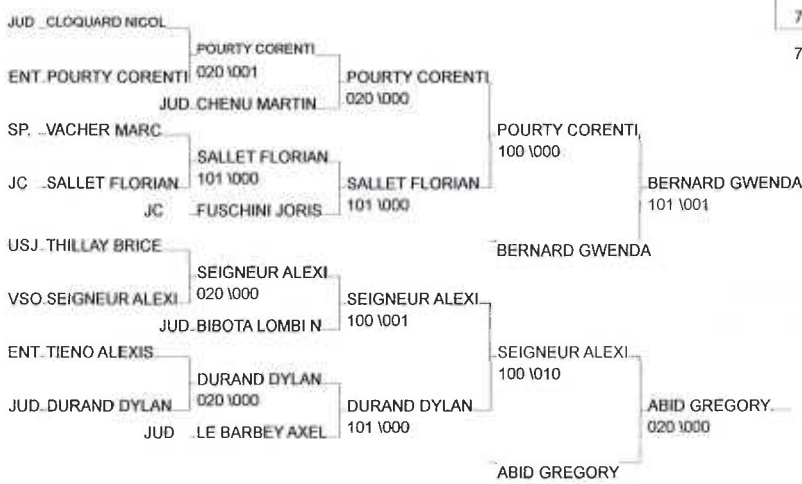 7
JUD CLOQUARD NICOL
POURTY CORENTI
020 \001
7
ENT POURTY CORENTI
POURTY CORENTI
020 \000
JUD CHENU MARTIN
SP. VACHER MARC
POURTY CORENTI
100 \000
SALLET FLORIAN
101 \000
JC SALLET FLORIAN
SALLET FLORIAN
101 \000
BERNARD GWENDA
101 \001
JC FUSCHINI JORIS
USJ THILLAY BRICE
BERNARD GWENDA
SEIGNEUR ALEXI
020 \000
VSO SEIGNEUR ALEXI
SEIGNEUR ALEXI
100 \001
JUD BIBOTA LOMBI N
ENT TIENO ALEXIS
SEIGNEUR ALEXI
100 \010
DURAND DYLAN
020 \000
JUD DURAND DYLAN
DURAND DYLAN
101 \000
ABID GREGORY
020 \000
JUD LE BARBEY AXEL
ABID GREGORY